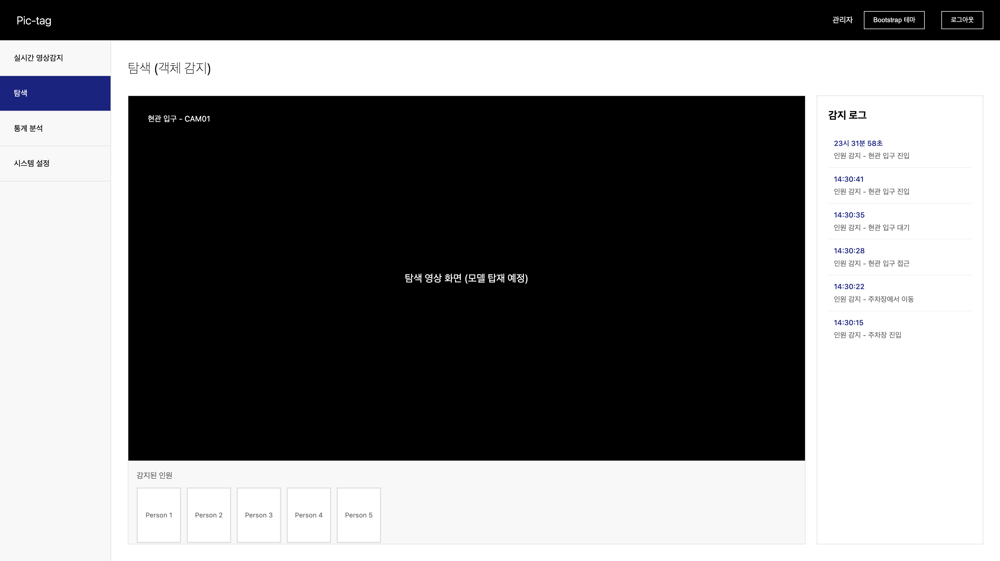 Pic-tag
관리자
Bootstrap 테마
로그아웃
실시간 영상감지
탐색
통계 분석
시스템 설정
탐색 (객체 감지)
현관 입구 - CAM01
탐색 영상 화면 (모델 탑재 예정)
감지된 인원
Person 1
Person 2
Person 3
Person 4
Person 5
감지 로그
23시 31분 58초
인원 감지 - 현관 입구 진입
14:30:41
인원 감지 - 현관 입구 진입
14:30:35
인원 감지 - 현관 입구 대기
14:30:28
인원 감지 - 현관 입구 접근
14:30:22
인원 감지 - 주차장에서 이동
14:30:15
인원 감지 - 주차장 진입